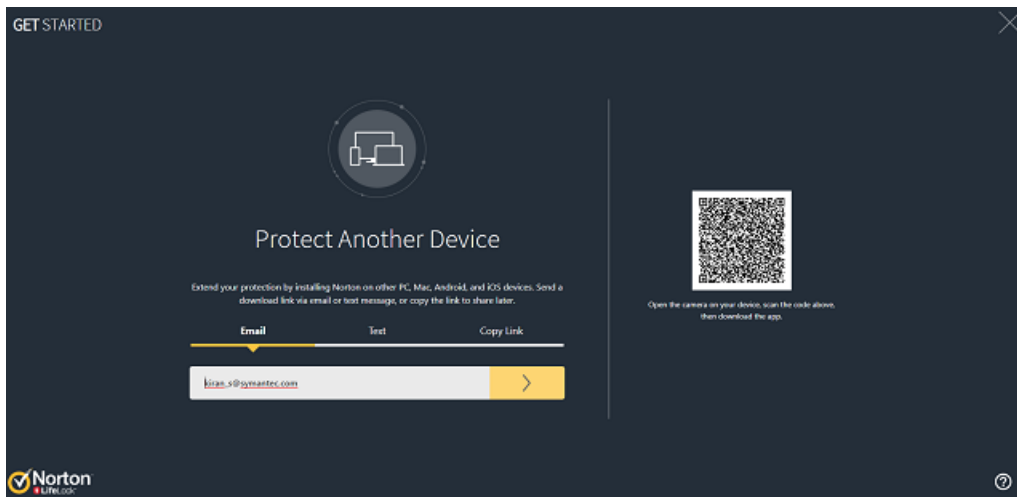 GET STARTED
Protect Another Device
Extend your protection by installing Norton on other PC, Mac, Android, and iOS devices. Send a
download link via email or text message, or copy the link to share later.
Email
Text
Copy Link
kiran_s@symantec.com
Open the camera on your device, scan the code above,
then download the app.
Norton
LifeLock